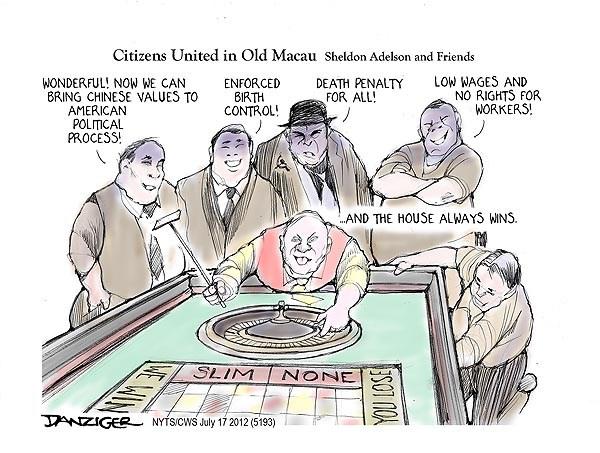 Citizens United in Old Macau Sheldon Adelson and Friends
WONDERFUL! NOW WE CAN
BRING CHINESE VALUES TO
AMERICAN
POLITICAL
PROCESS!
ENFORCED
BIRTH
CONTROL!
DEATH PENALTY
FOR ALL!
LOW WAGES AND
NO RIGHTS FOR
WORKERS!
...AND THE HOUSE ALWAYS WINS.
SLIM NONE
WE WIN
YOU LOSE
DANZIGER NYTS/CWS July 17 2012 (5193)